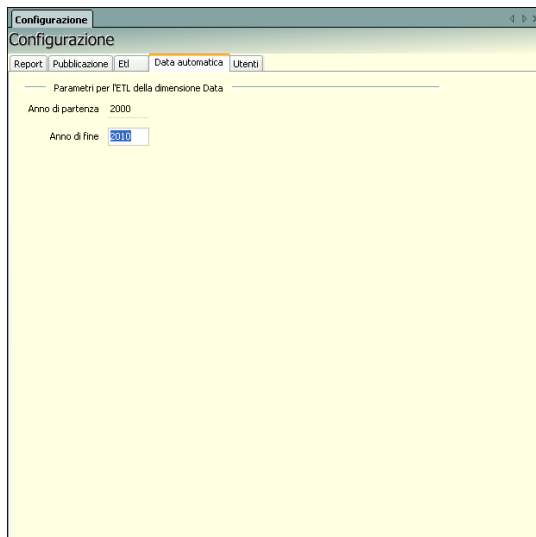 Configurazione
Configurazione
Report Pubblicazione Etl Data automatica Utenti
Parametri per l'ETL della dimensione Data
Anno di partenza 2000
Anno di fine 2010